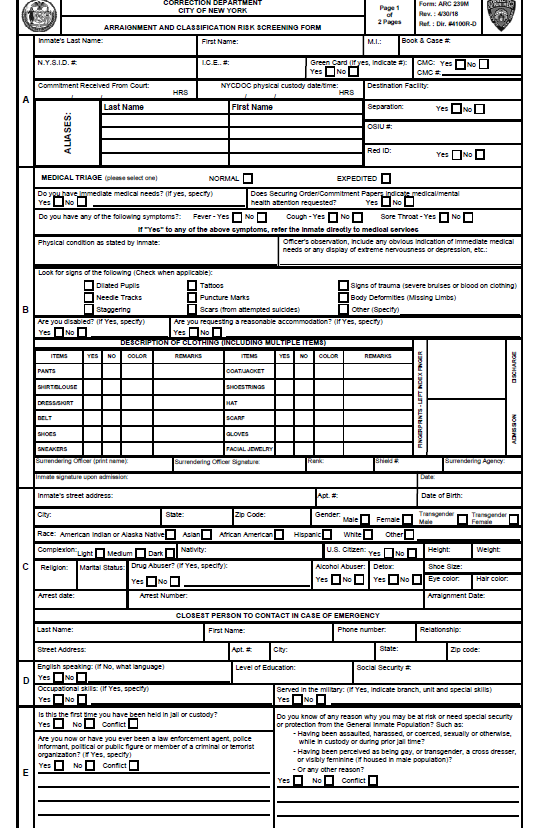 CORRECTION DEPARTMENT
CITY OF NEW YORK
ARRAIGNMENT AND CLASSIFICATION RISK SCREENING FORM
Page 1
of
2 Pages
Form: ARC 239M
Rev. : 4/30/18
Ref. : Dir. #4100R-D
Inmate's Last Name: First Name: M.I.: Book & Case #:
N.Y.S.I.D. #: I.C.E.. #: Green Card (if yes, indicate #): CMC: Yes No
Yes No CMC #:
Commitment Received From Court: NYCDOC physical custody date/time: Destination Facility:
/ / HRS / / HRS
A
ALIASES:
Last Name First Name
Separation: Yes No
OSIU #:
Red ID: Yes No
B
MEDICAL TRIAGE (please select one) NORMAL EXPEDITED
Do you have immediate medical needs? (if yes, specify) Does Securing Order/Commitment Papers indicate medical/mental
Yes No health attention requested? Yes No
Do you have any of the following symptoms?: Fever - Yes No Cough - Yes No Sore Throat - Yes No
If "Yes" to any of the above symptoms, refer the inmate directly to medical services
Physical condition as stated by inmate: Officer's observation, include any obvious indication of immediate medical
needs or any display of extreme nervousness or depression, etc.:
Look for signs of the following (Check when applicable):
Dilated Pupils Tattoos Signs of trauma (severe bruises or blood on clothing)
Needle Tracks Puncture Marks Body Deformities (Missing Limbs)
Staggering Scars (from attempted suicides) Other (Specify)
Are you disabled? (if Yes, specify) Are you requesting a reasonable accommodation? (if Yes, specify)
Yes No Yes No
DESCRIPTION OF CLOTHING (INCLUDING MULTIPLE ITEMS)
ITEMS YES NO COLOR REMARKS ITEMS YES NO COLOR REMARKS
PANTS COAT/JACKET
SHIRT/BLOUSE SHOESTRINGS
DRESS/SKIRT HAT
BELT SCARF
SHOES GLOVES
SNEAKERS FACIAL JEWELRY
FINGERPRINTS - LEFT INDEX FINGER
DISCHARGE
ADMISSION
Surrendering Officer (print name): Surrendering Officer Signature: Rank: Shield #: Surrendering Agency:
Inmate signature upon admission: Date:
C
Inmate's street address: Apt. #: Date of Birth:
City: State: Zip Code: Gender: Male Female Transgender Male Transgender Female
Race: American Indian or Alaska Native Asian African American Hispanic White Other
Complexion: Light Medium Dark Nativity: U.S. Citizen: Yes No Height: Weight:
Religion: Marital Status: Drug Abuser? (if Yes, specify): Alcohol Abuser: Detox: Shoe Size:
Yes No Yes No Yes No Eye color: Hair color:
Arrest date: Arrest Number: Arraignment Date:
CLOSEST PERSON TO CONTACT IN CASE OF EMERGENCY
Last Name: First Name: Phone number: Relationship:
Street Address: Apt. #: City: State: Zip code:
D
English speaking: (if No, what language) Level of Education: Social Security #:
Yes No
Occupational skills: (if Yes, specify) Served in the military: (if Yes, indicate branch, unit and special skills)
Yes No Yes No
E
Is this the first time you have been held in jail or custody?
Yes No Conflict
Are you now or have you ever been a law enforcement agent, police
informant, political or public figure or member of a criminal or terrorist
organization? (if Yes, specify)
Yes No Conflict
Do you know of any reason why you may be at risk or need special security
or protection from the General Inmate Population? Such as:
- Having been assaulted, harassed, or coerced, sexually or otherwise,
while in custody or during prior jail time?
- Having been perceived as being gay, or transgender, a cross dresser,
or visibly feminine (if housed in male population)?
- Or any other reason?
Yes No Conflict